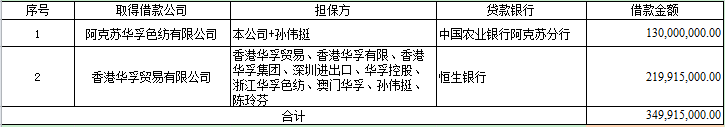 序号 取得借款公司 担保方 贷款银行 借款金额
1 阿克苏华孚色纺有限公司 本公司+孙伟挺 中国农业银行阿克苏分行 130,000,000.00
香港华孚贸易、香港华孚有限、香港
2 香港华孚贸易有限公司 华孚集团、深圳进出口、华孚控股、 恒生银行 219,915,000.00
浙江华孚色纺、澳门华孚、孙伟挺、
陈玲芬
合计 349,915,000.00